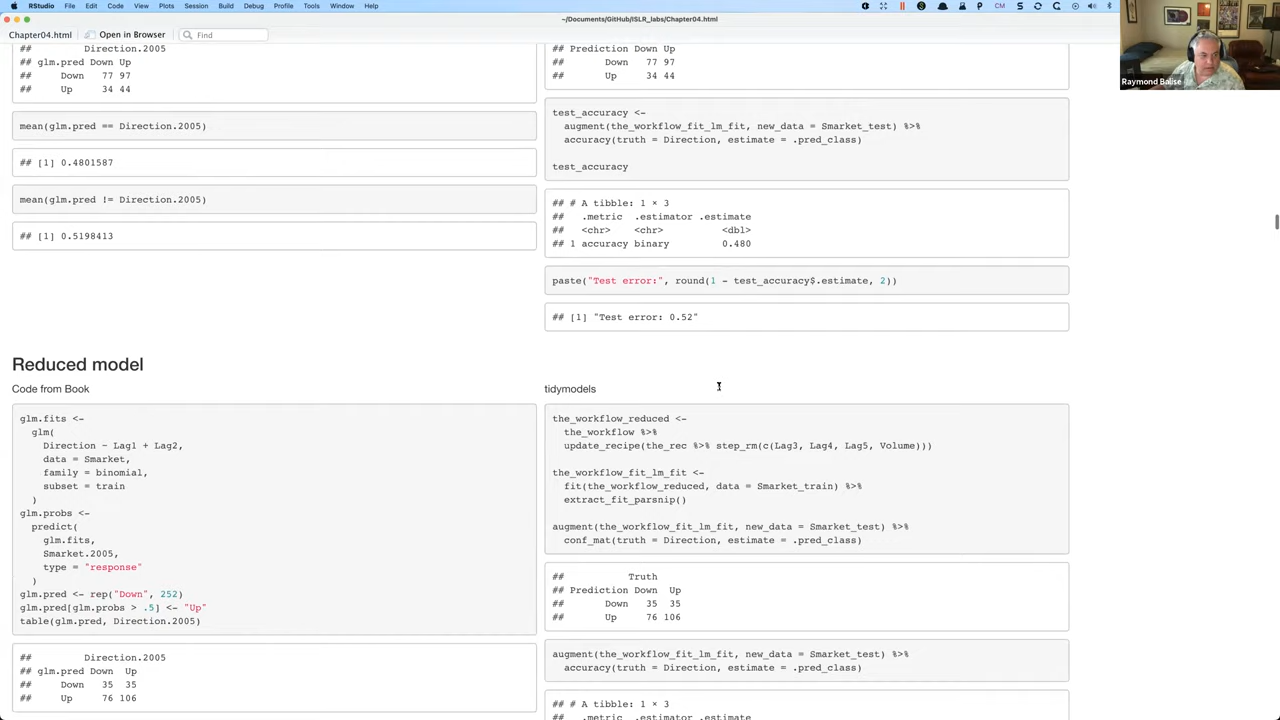 RStudio File Edit Code View Plots Session Build Debug Profile Tools Window Help
~/Documents/GitHub/ISLR_labs/Chapter04.html
Chapter04.html Open in Browser Find
Raymond Balise
##         Direction.2005
## glm.pred Down Up
##     Down   77 97
##     Up     34 44
mean(glm.pred == Direction.2005)
## [1] 0.4801587
mean(glm.pred != Direction.2005)
## [1] 0.5198413
## Prediction Down Up
##       Down   77 97
##       Up     34 44
test_accuracy <-
  augment(the_workflow_fit_lm_fit, new_data = Smarket_test) %>%
  accuracy(truth = Direction, estimate = .pred_class)
test_accuracy
## # A tibble: 1 × 3
##   .metric  .estimator .estimate
##   <chr>    <chr>          <dbl>
## 1 accuracy binary         0.480
paste("Test error:", round(1 - test_accuracy$.estimate, 2))
## [1] "Test error: 0.52"
Reduced model
Code from Book
glm.fits <-
  glm(
    Direction ~ Lag1 + Lag2,
    data = Smarket,
    family = binomial,
    subset = train
  )
glm.probs <-
  predict(
    glm.fits,
    Smarket.2005,
    type = "response"
  )
glm.pred <- rep("Down", 252)
glm.pred[glm.probs > .5] <- "Up"
table(glm.pred, Direction.2005)
##         Direction.2005
## glm.pred Down  Up
##     Down   35  35
##     Up     76 106
tidymodels
the_workflow_reduced <-
  the_workflow %>%
  update_recipe(the_rec %>% step_rm(c(Lag3, Lag4, Lag5, Volume)))
the_workflow_fit_lm_fit <-
  fit(the_workflow_reduced, data = Smarket_train) %>%
  extract_fit_parsnip()
augment(the_workflow_fit_lm_fit, new_data = Smarket_test) %>%
  conf_mat(truth = Direction, estimate = .pred_class)
##           Truth
## Prediction Down  Up
##       Down   35  35
##       Up     76 106
augment(the_workflow_fit_lm_fit, new_data = Smarket_test) %>%
  accuracy(truth = Direction, estimate = .pred_class)
## # A tibble: 1 × 3
##   .metric  .estimator .estimate